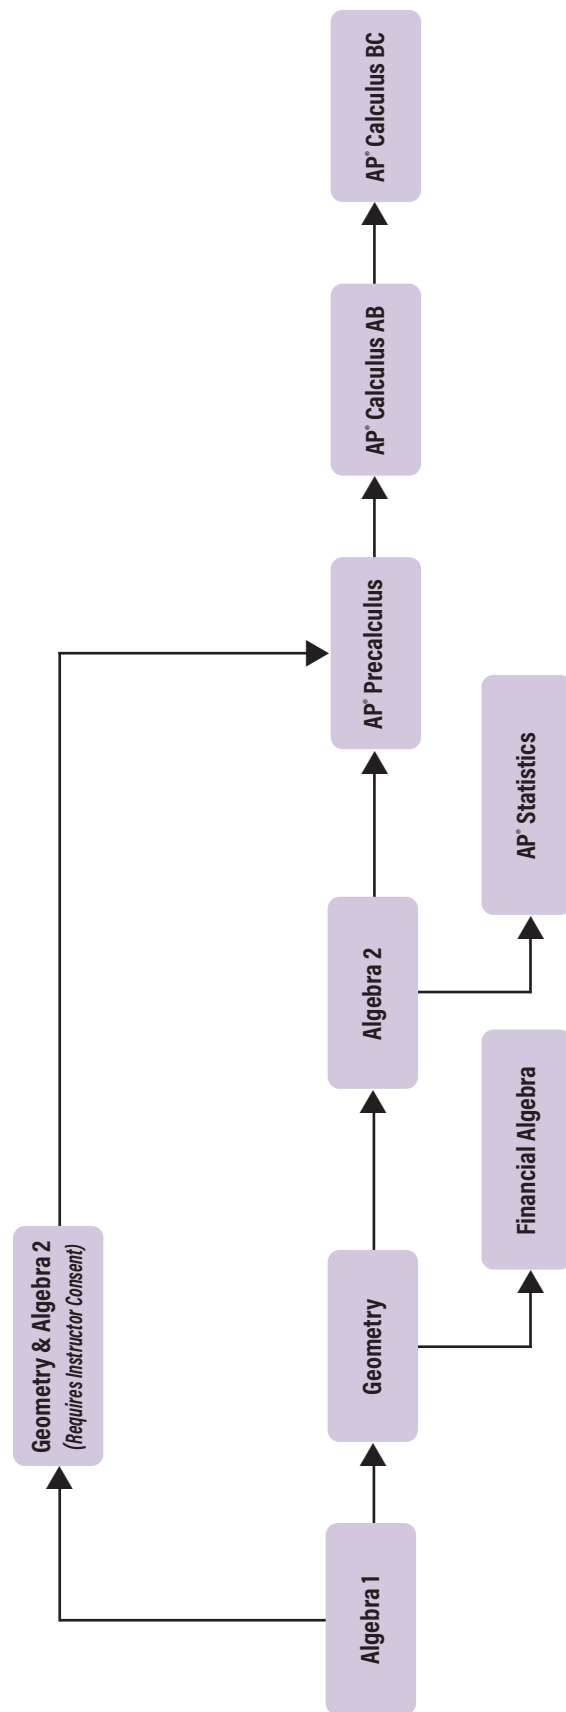 Geometry & Algebra 2
(Requires Instructor Consent)
Algebra 1
Geometry
Algebra 2
AP® Precalculus
AP® Calculus AB
AP® Calculus BC
Financial Algebra
AP® Statistics